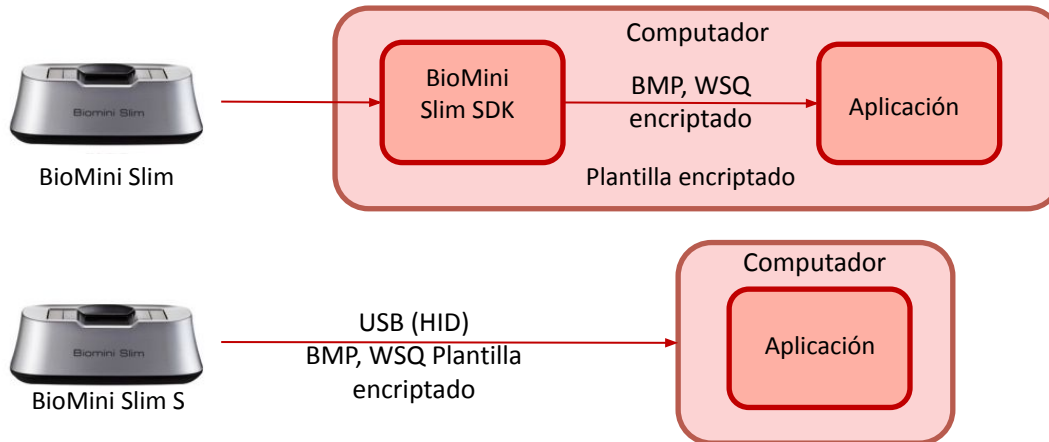 Computador
BioMini
Slim SDK
BMP, WSQ
encriptado
Aplicación
Biomini Slim
BioMini Slim
Plantilla encriptado
Computador
USB (HID)
BMP, WSQ Plantilla
encriptado
Aplicación
Biomini Slim
BioMini Slim S